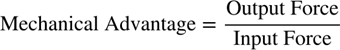 Mechanical Advantage = Output Force / Input Force